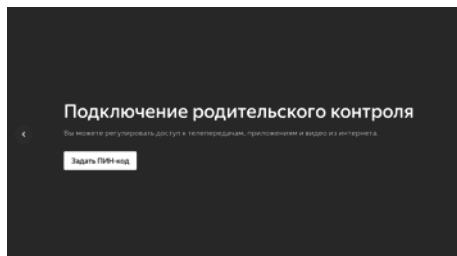 Подключение родительского контроля
Вы можете регулировать доступ к телепередачам, приложениям и видео из интернета.
Задать ПИН-код